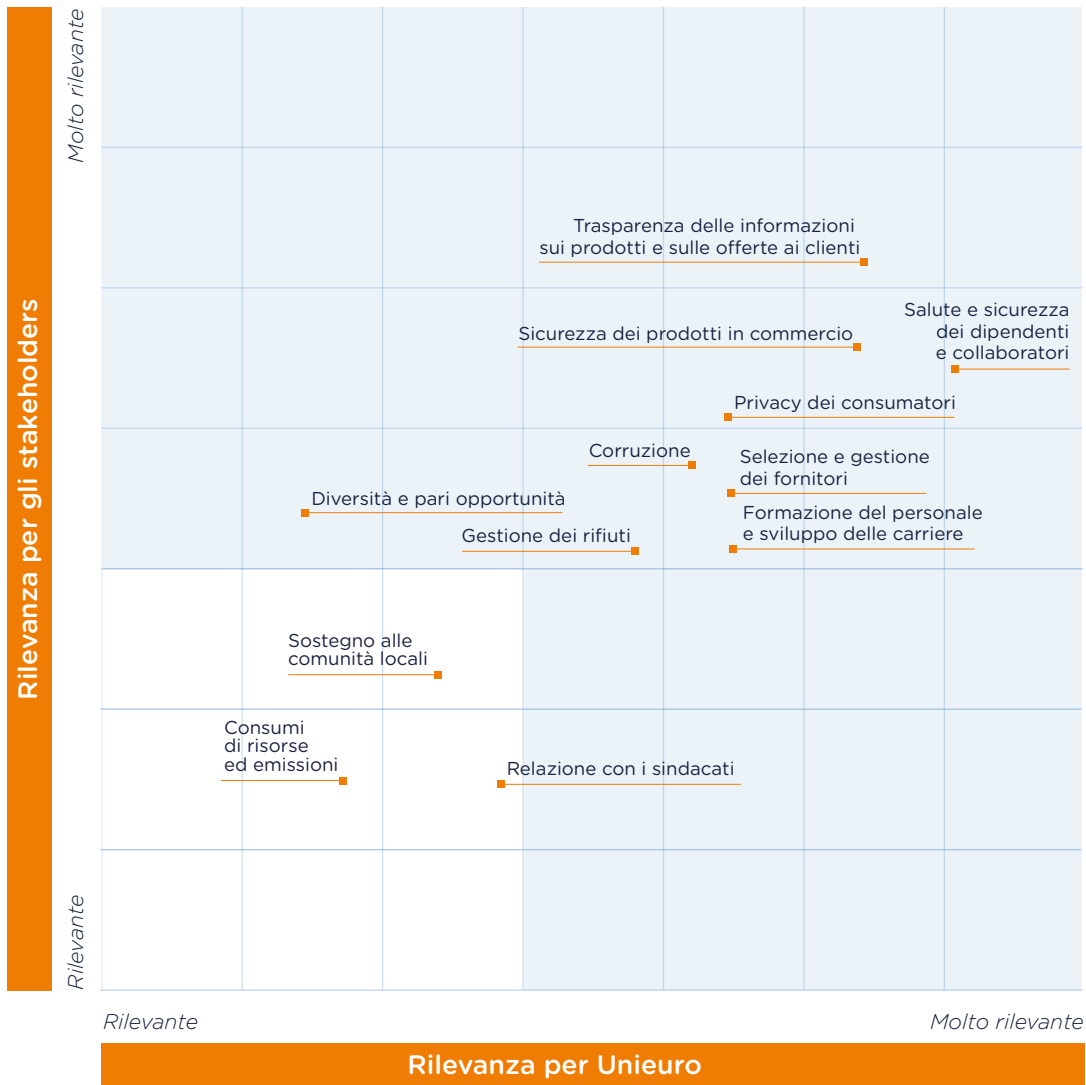 Molto rilevante
Rilevanza per gli stakeholders
Rilevante
Trasparenza delle informazioni
sui prodotti e sulle offerte ai clienti
Salute e sicurezza
dei dipendenti
e collaboratori
Sicurezza dei prodotti in commercio
Privacy dei consumatori
Corruzione
Selezione e gestione
dei fornitori
Diversità e pari opportunità
Formazione del personale
e sviluppo delle carriere
Gestione dei rifiuti
Sostegno alle
comunità locali
Consumi
di risorse
ed emissioni
Relazione con i sindacati
Rilevante
Molto rilevante
Rilevanza per Unieuro